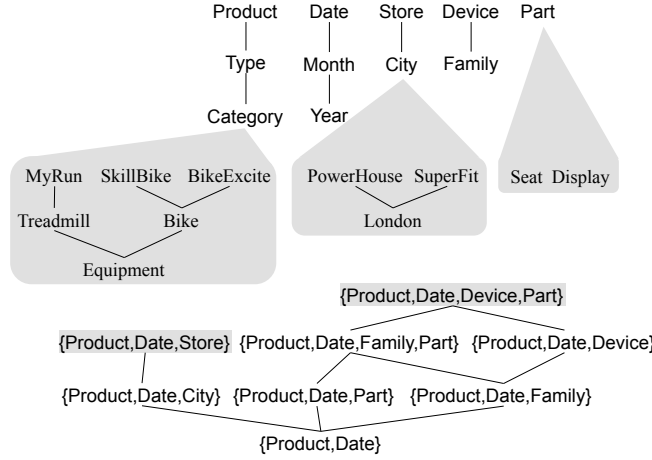 Product Date Store Device Part
Type Month City Family
Category Year
MyRun SkillBike BikeExcite PowerHouse SuperFit Seat Display
Treadmill Bike London
Equipment
{Product,Date,Device,Part}
{Product,Date,Store} {Product,Date,Family,Part} {Product,Date,Device}
{Product,Date,City} {Product,Date,Part} {Product,Date,Family}
{Product,Date}